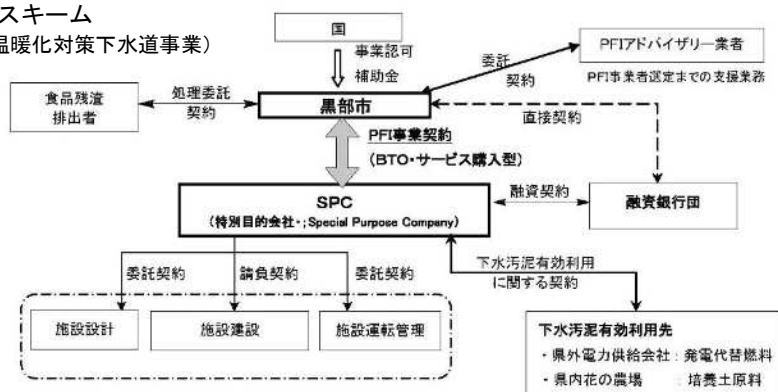 スキーム
温暖化対策下水道事業）
国
事業認可
補助金
委託
契約
PFIアドバイザリー業者
PFI事業者選定までの支援業務
食品残渣
排出者
処理委託
契約
黒部市
直接契約
PFI事業契約
（BTO・サービス購入型）
SPC
（特別目的会社・;Special Purpose Company）
融資契約
融資銀行団
委託契約
請負契約
委託契約
下水汚泥有効利用
に関する契約
施設設計
施設建設
施設運転管理
下水汚泥有効利用先
・県外電力供給会社：発電代替燃料
・県内花の農場　　：培養土原料